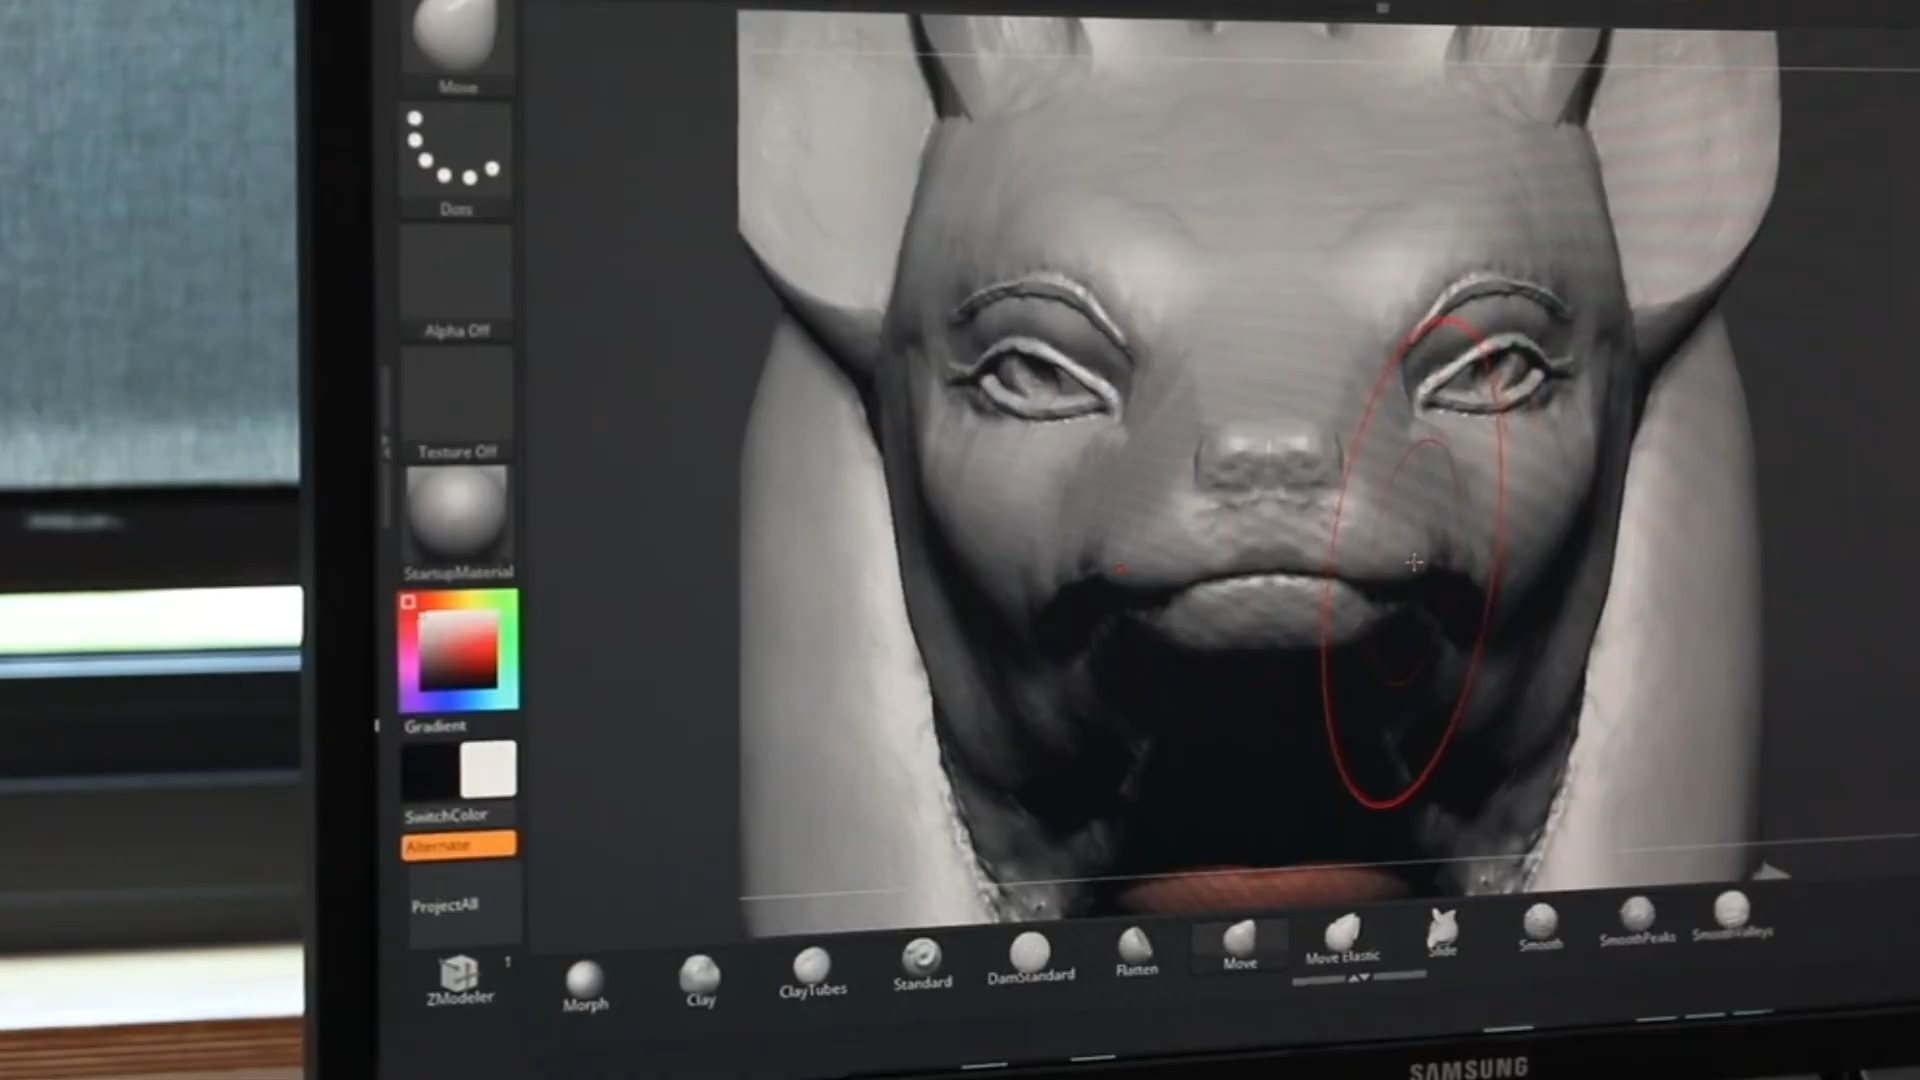 Move
Dots
Alpha Off
Texture Off
StartupMaterial
Gradient
SwitchColor
Alternate
ProjectAll
1
ZModeler
Morph
Clay
ClayTubes
Standard
DamStandard
Flatten
Move
Move Elastic
Slide
Smooth
SmoothPeaks
SmoothValleys
SAMSUNG